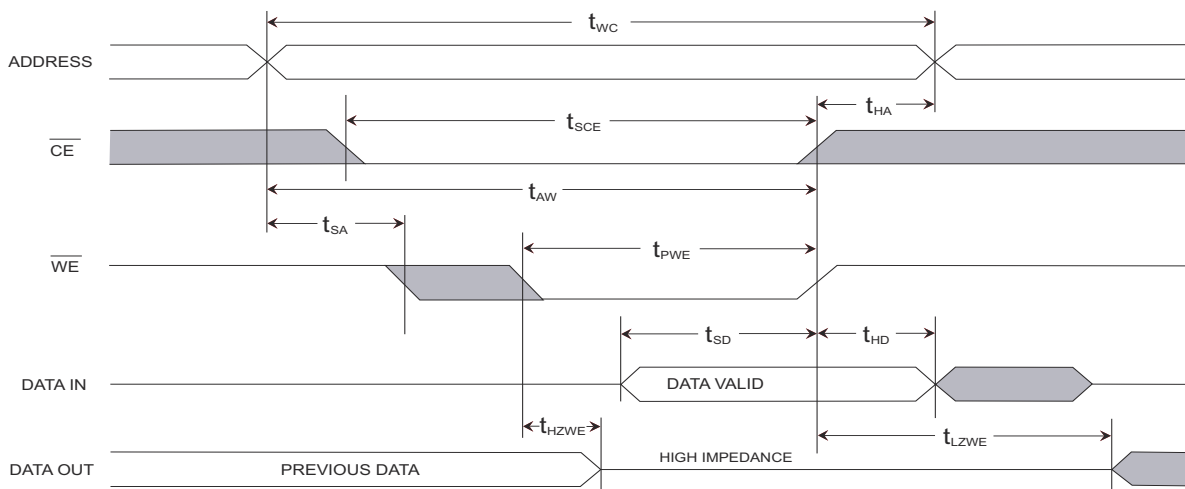 tWC
ADDRESS
tHA
tSCE
CE
tAW
tSA
tPWE
WE
tSD
tHD
DATA IN
DATA VALID
tHZWE
tLZWE
HIGH IMPEDANCE
DATA OUT
PREVIOUS DATA